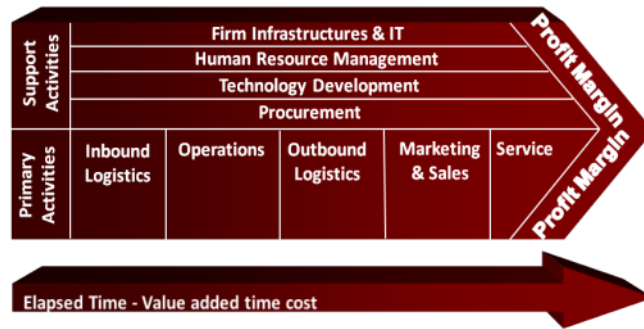 Support
Activities
Firm Infrastructures & IT
Human Resource Management
Technology Development
Procurement
Profit Margin
Primary
Activities
Inbound
Logistics
Operations
Outbound
Logistics
Marketing
& Sales
Service
Profit Margin
Elapsed Time - Value added time cost